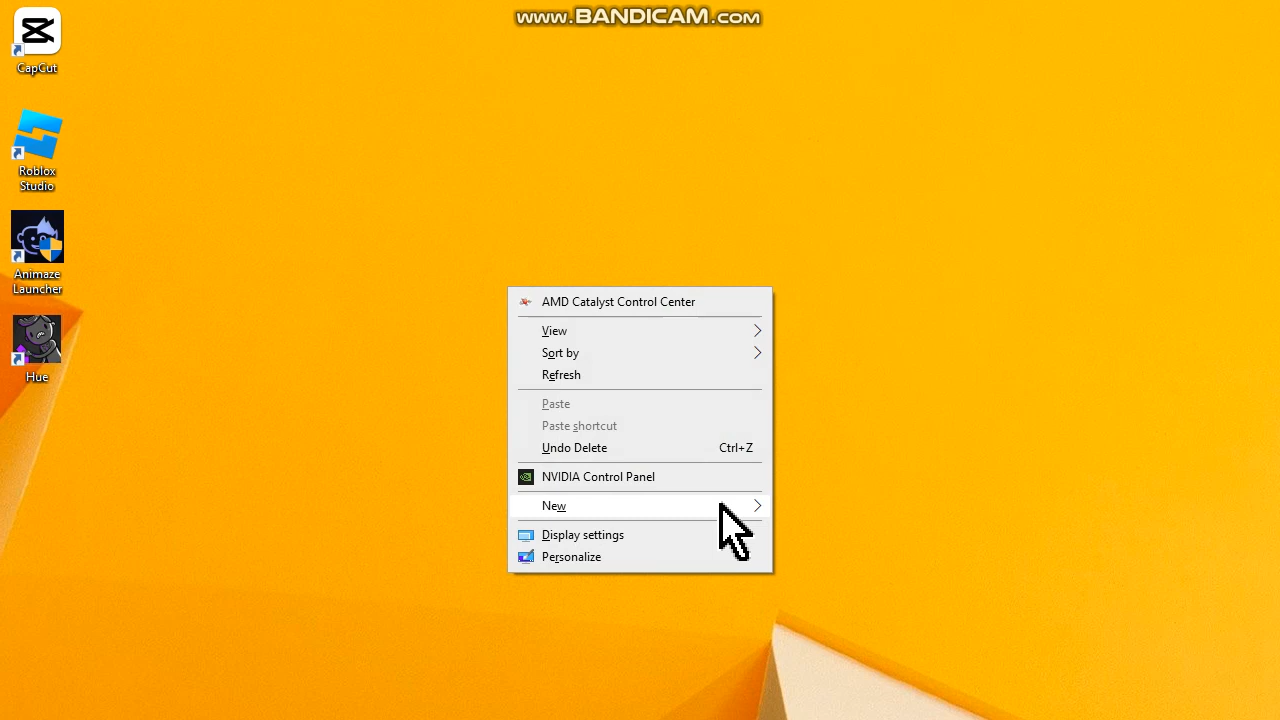 www.BANDICAM.com
CapCut
Roblox
Studio
Animaze
Launcher
Hue
AMD Catalyst Control Center
View
Sort by
Refresh
Paste
Paste shortcut
Undo Delete Ctrl+Z
NVIDIA Control Panel
New
Display settings
Personalize